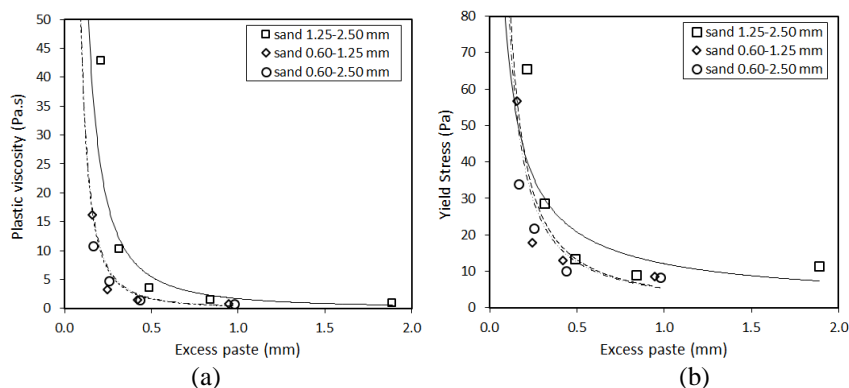 50
45
40
35
30
25
20
15
10
5
0
Plastic viscosity (Pa.s)
sand 1.25-2.50 mm
sand 0.60-1.25 mm
sand 0.60-2.50 mm
0.0 0.5 1.0 1.5 2.0
Excess paste (mm)
(a)
80
70
60
50
40
30
20
10
0
Yield Stress (Pa)
sand 1.25-2.50 mm
sand 0.60-1.25 mm
sand 0.60-2.50 mm
0.0 0.5 1.0 1.5 2.0
Excess paste (mm)
(b)